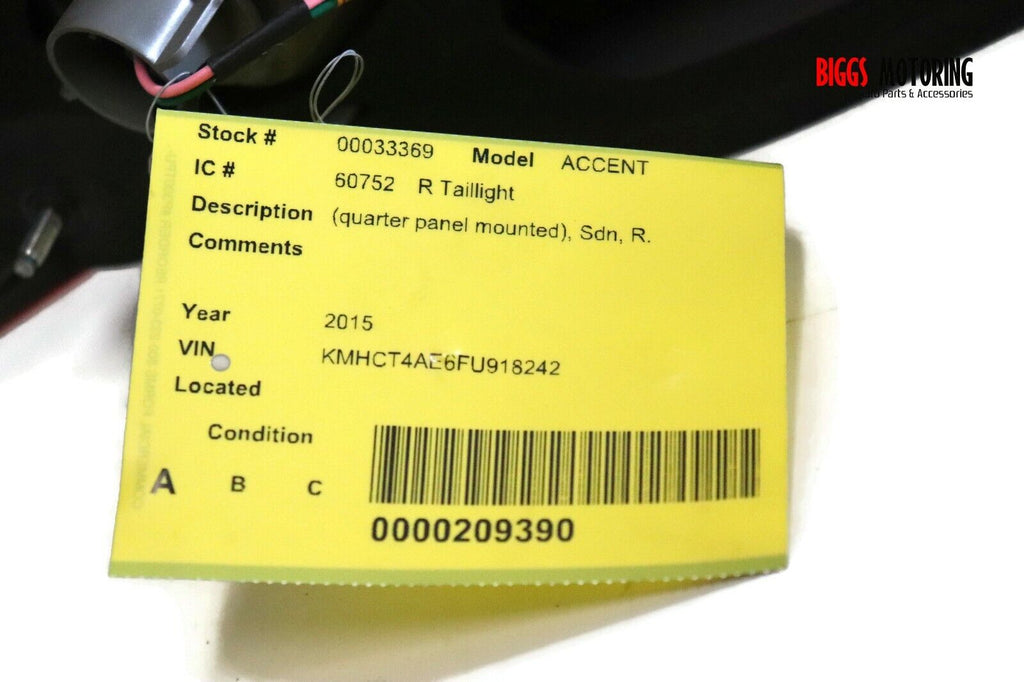 BIGGS MOTORING
Parts & Accessories
Stock # 00033369 Model ACCENT
IC # 60752 R Taillight
Description (quarter panel mounted), Sdn, R.
Comments
Year 2015
VIN KMHCT4AE6FU918242
Located
Condition
A B C
0000209390